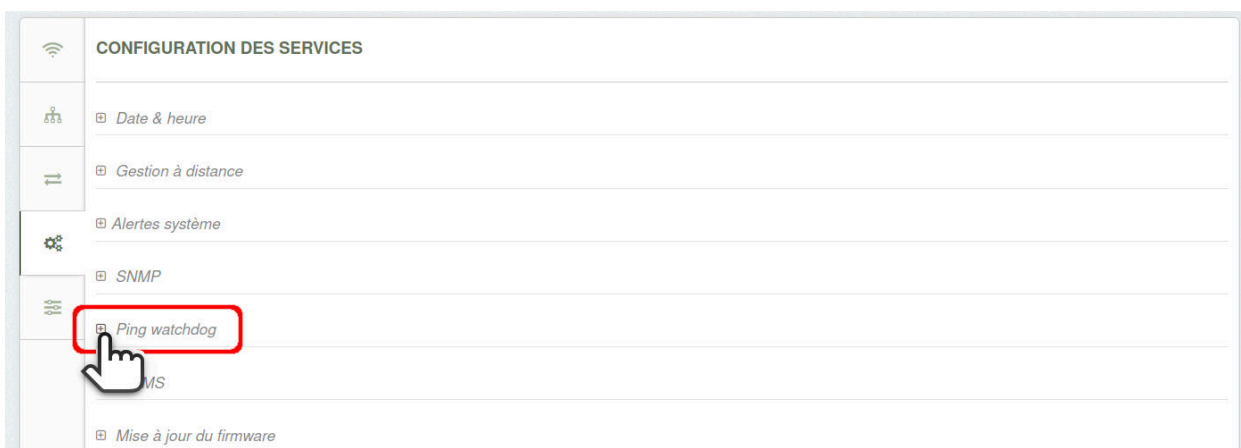 CONFIGURATION DES SERVICES
Date & heure
Gestion à distance
Alertes système
SNMP
Ping watchdog
Mise à jour du firmware